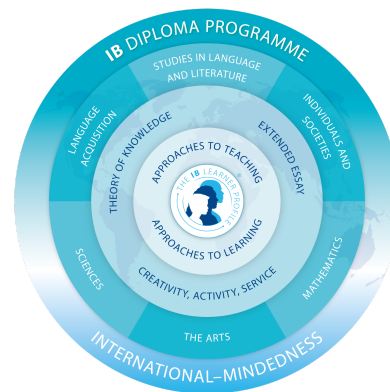 IB DIPLOMA PROGRAMME
STUDIES IN LANGUAGE
AND LITERATURE
LANGUAGE
ACQUISITION
INDIVIDUALS AND
SOCIETIES
THEORY OF KNOWLEDGE
EXTENDED ESSAY
APPROACHES TO TEACHING
THE IB LEARNER PROFILE
APPROACHES TO LEARNING
CREATIVITY, ACTIVITY, SERVICE
SCIENCES
MATHEMATICS
THE ARTS
INTERNATIONAL–MINDEDNESS